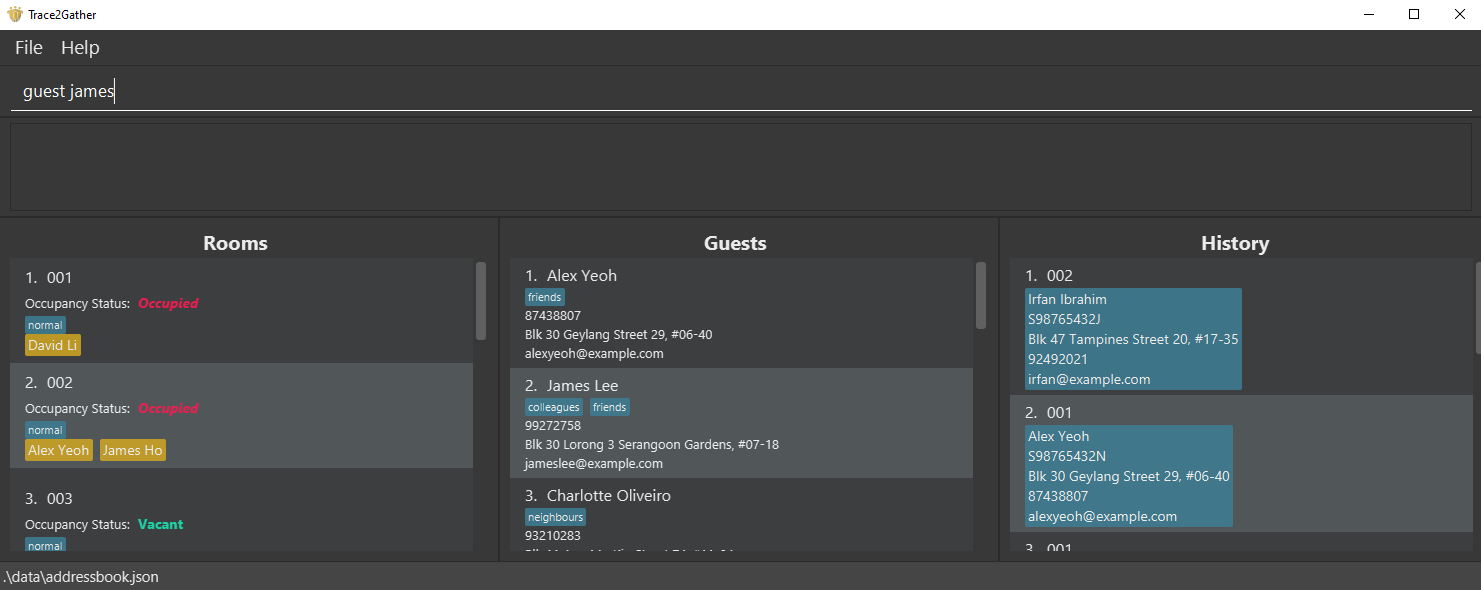 Trace2Gather
File Help
guest james
Rooms
1. 001
Occupancy Status: Occupied
normal
David Li
2. 002
Occupancy Status: Occupied
normal
Alex Yeoh James Ho
3. 003
Occupancy Status: Vacant
normal
Guests
1. Alex Yeoh
friends
87438807
Blk 30 Geylang Street 29, #06-40
alexyeoh@example.com
2. James Lee
colleagues friends
99272758
Blk 30 Lorong 3 Serangoon Gardens, #07-18
jameslee@example.com
3. Charlotte Oliveiro
neighbours
93210283
History
1. 002
Irfan Ibrahim
S98765432J
Blk 47 Tampines Street 20, #17-35
92492021
irfan@example.com
2. 001
Alex Yeoh
S98765432N
Blk 30 Geylang Street 29, #06-40
87438807
alexyeoh@example.com
3. 001
.\data\addressbook.json